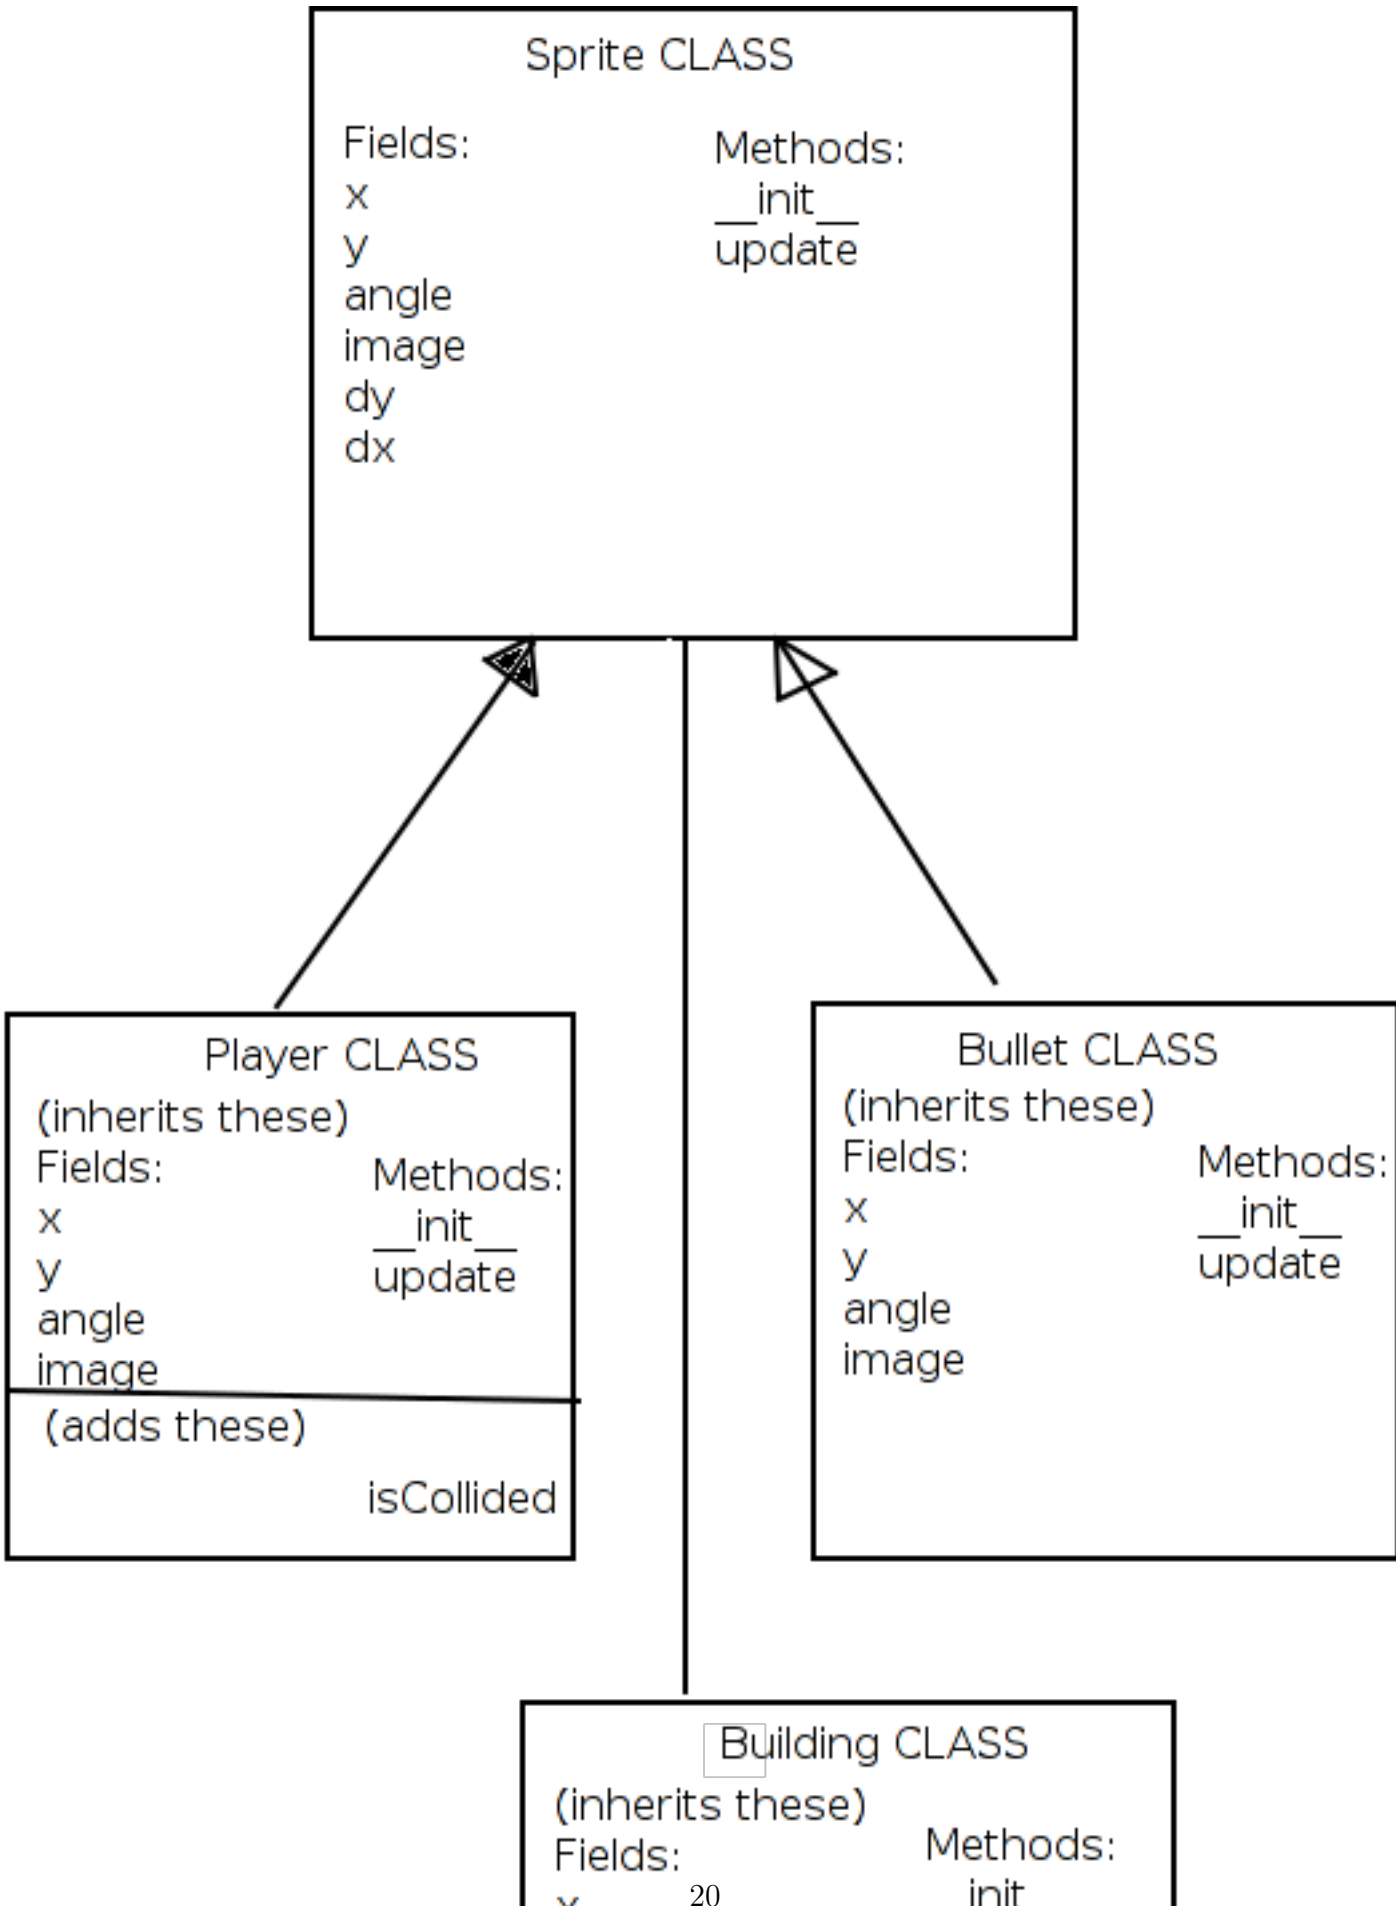 Sprite CLASS
Fields:
x
y
angle
image
dy
dx
Methods:
__init__
update
Player CLASS
(inherits these)
Fields:
x
y
angle
image
Methods:
__init__
update
(adds these)
isCollided
Bullet CLASS
(inherits these)
Fields:
x
y
angle
image
Methods:
__init__
update
Building CLASS
(inherits these)
Fields:
x
Methods:
init
20